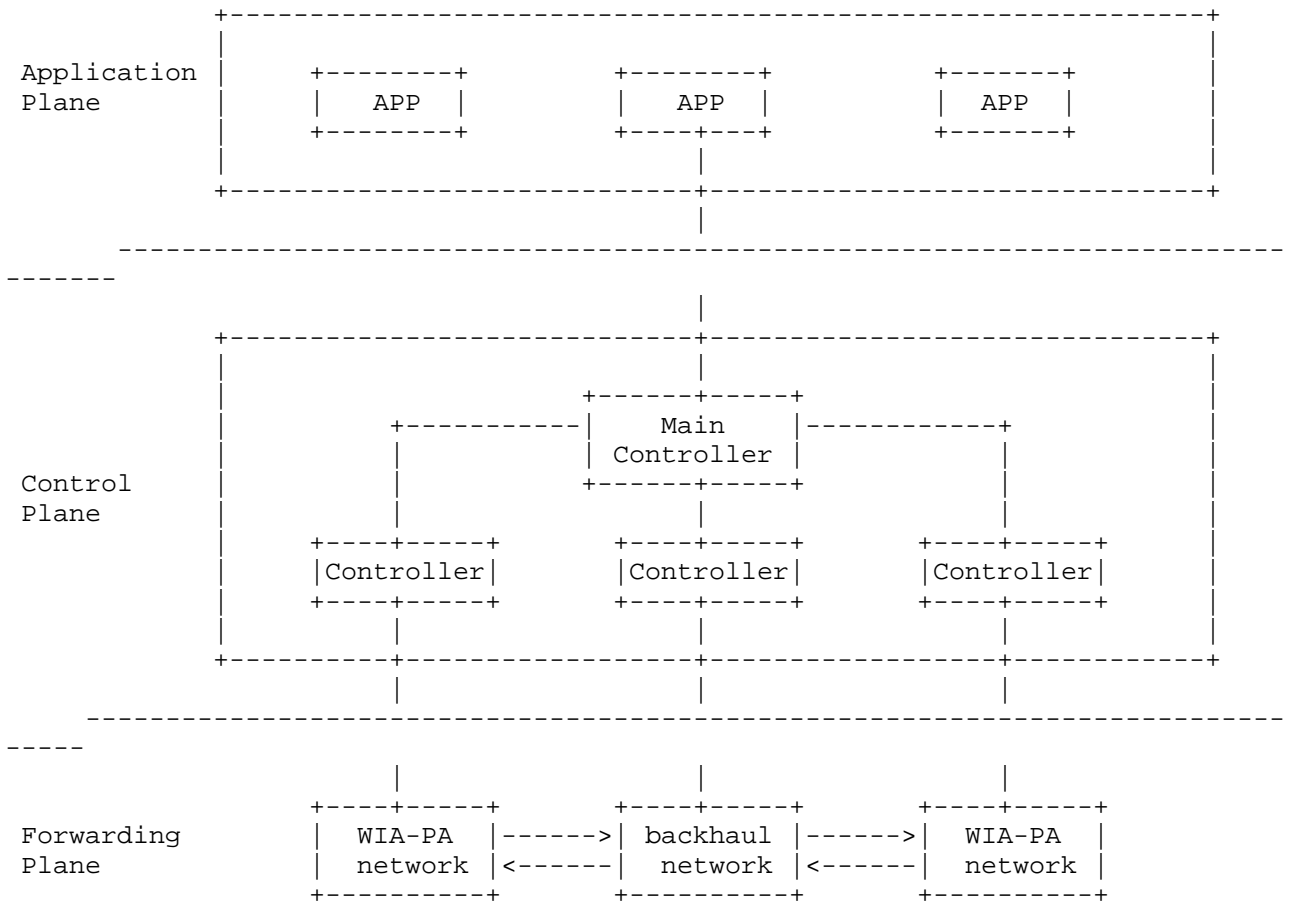 Application
Plane
APP APP APP
Main
Controller
Control
Plane
Controller Controller Controller
Forwarding WIA-PA backhaul WIA-PA
Plane network network network